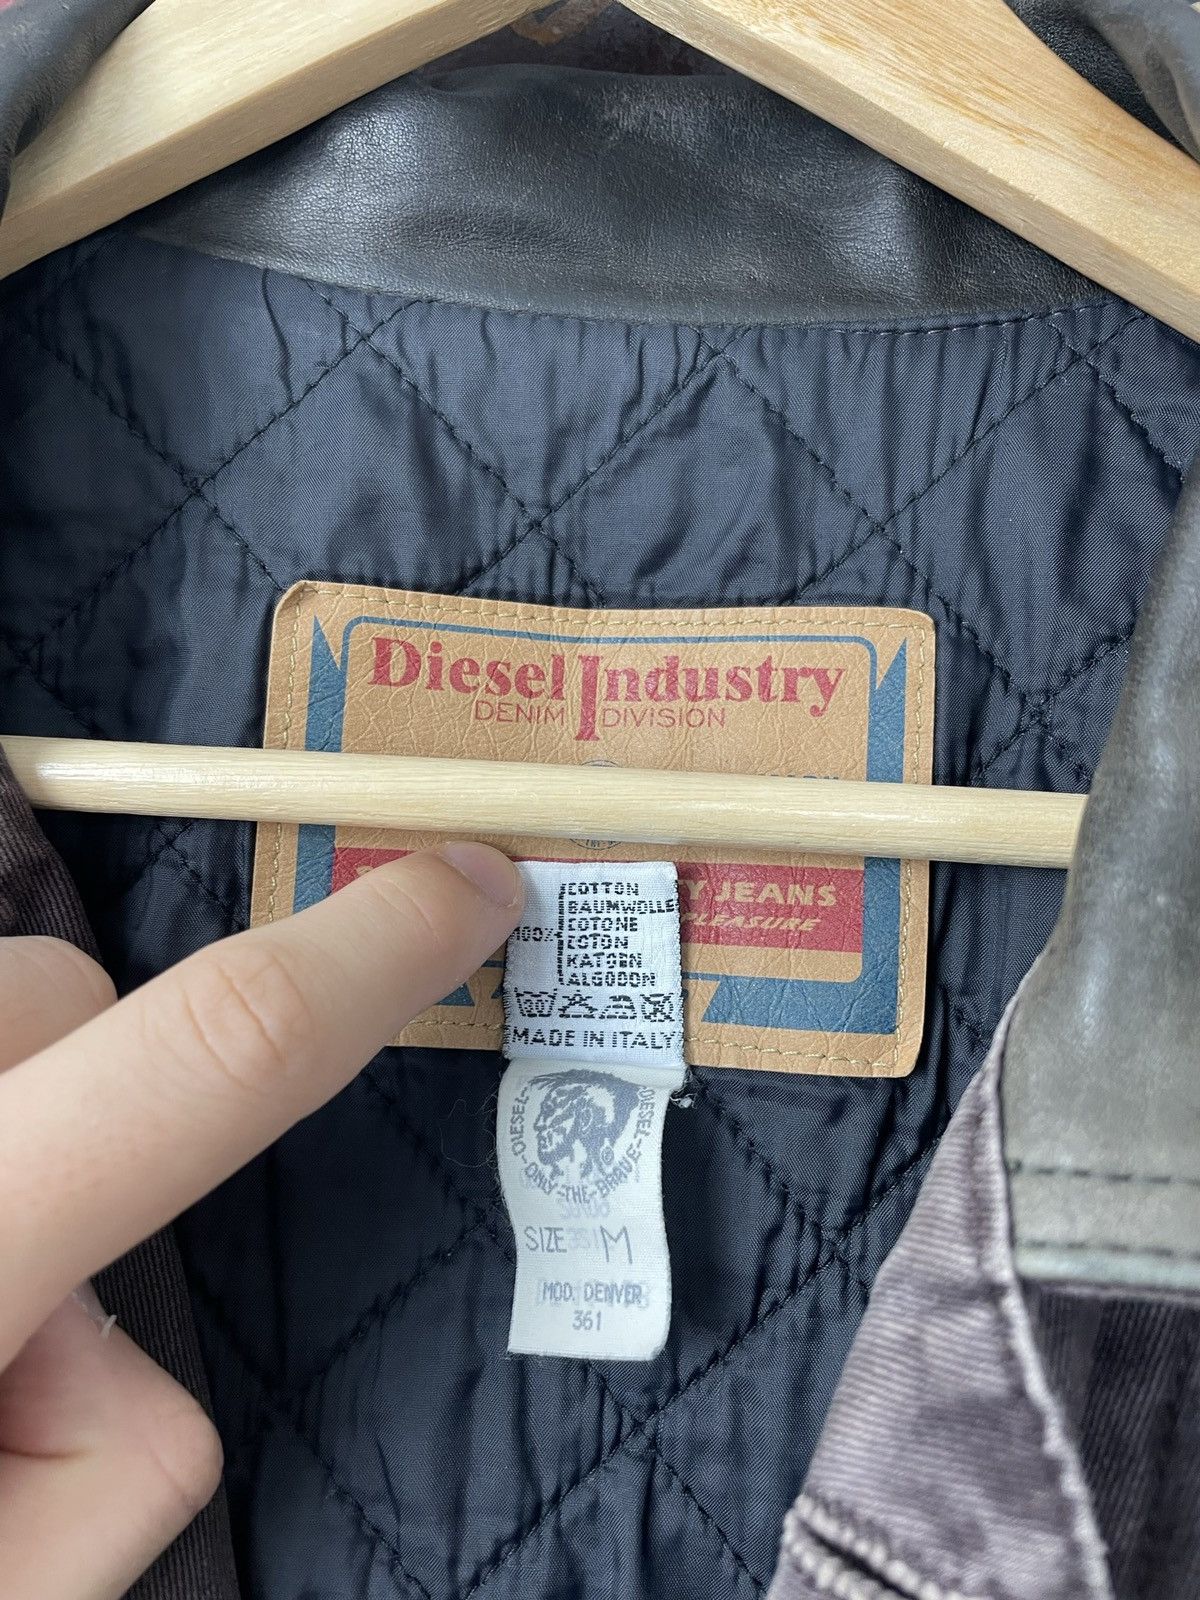 Diesel Industry
DENIM DIVISION
Y JEANS
PLEASURE
100%
COTTON
BAUMWOLLE
COTONE
COTON
KATOEN
ALGODON
MADE IN ITALY
DIESEL
DIESEL
ONLY-THE-BRAVE
SIZE M
MOD. DENVER
361